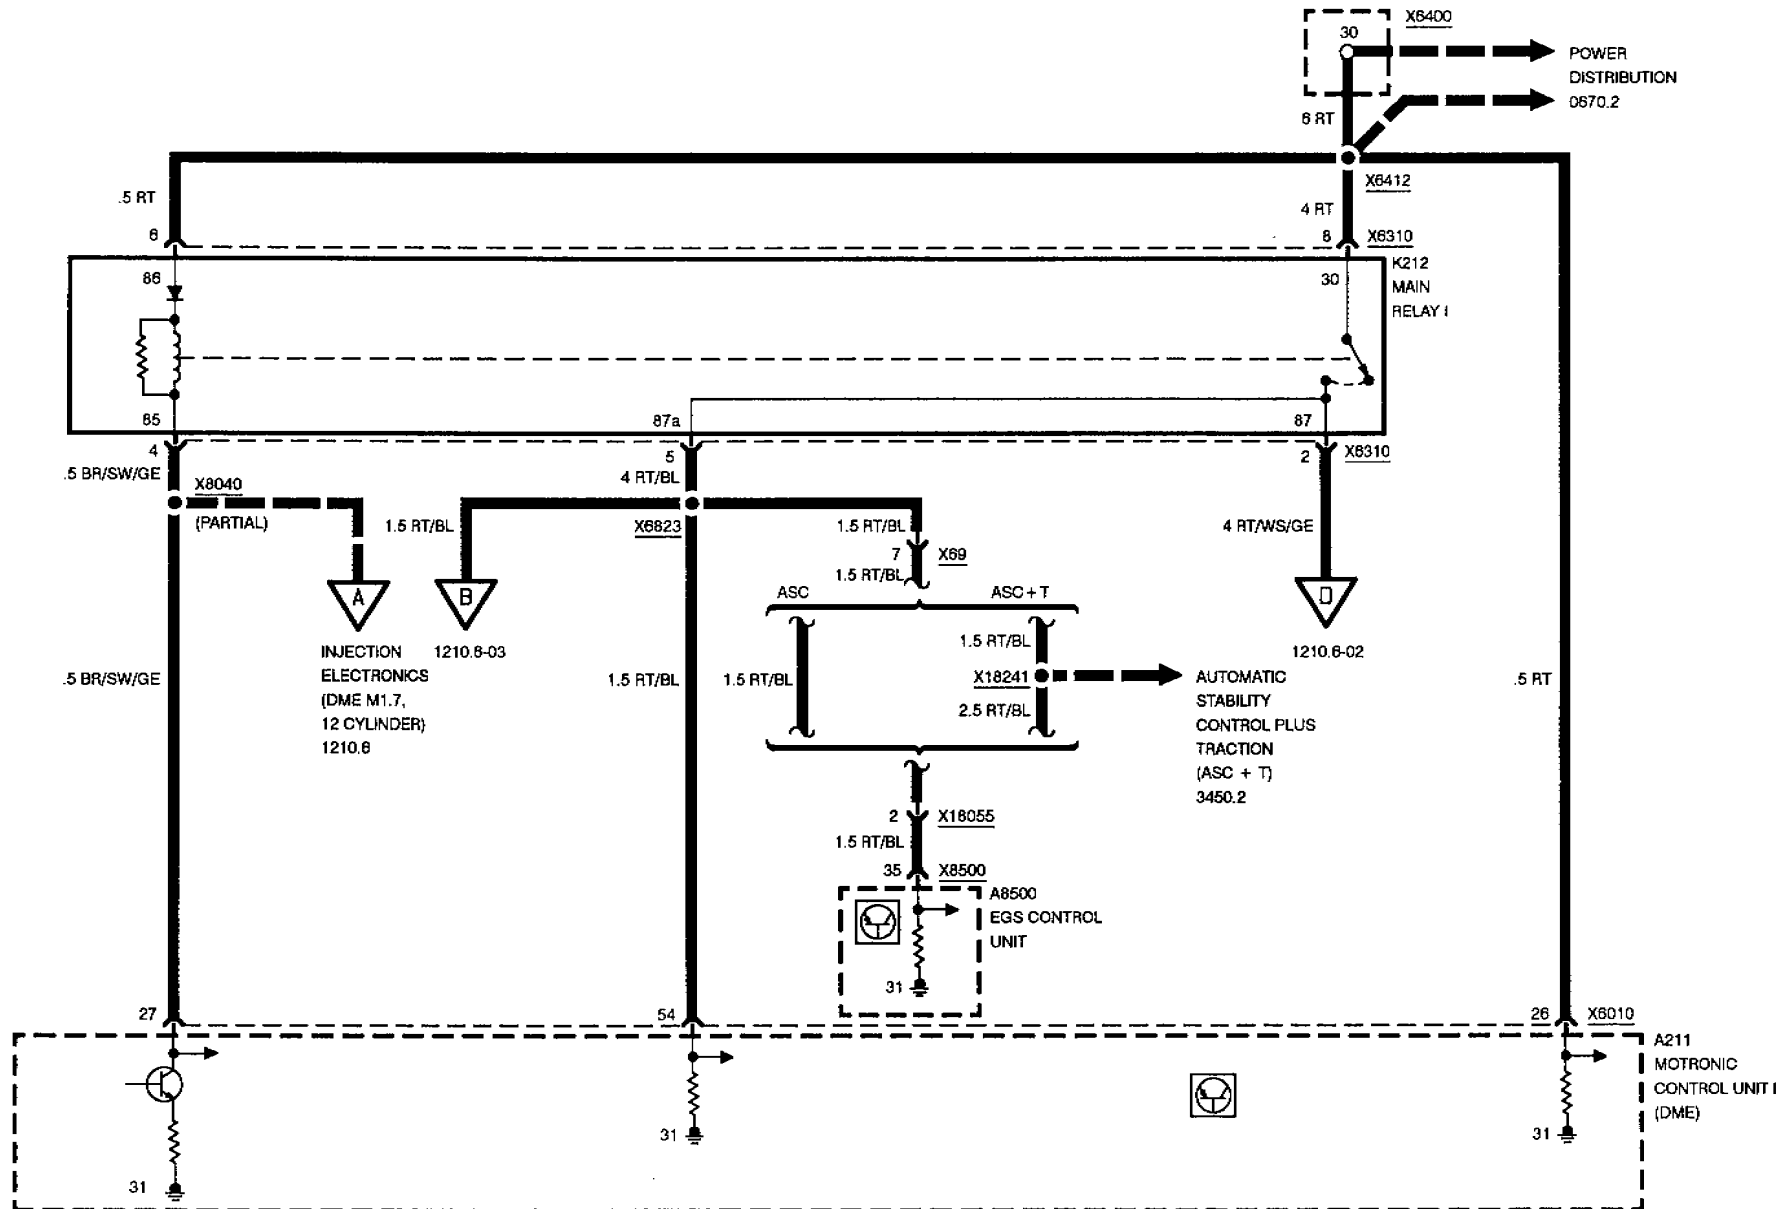 X6400
30
POWER
DISTRIBUTION
0670.2
6 RT
X6412
.5 RT
4 RT
6
8
X6310
K212
MAIN
RELAY I
86
30
85
87a
87
4
5
2
X6310
.5 BR/SW/GE
X8040
(PARTIAL)
4 RT/BL
1.5 RT/BL
X6823
1.5 RT/BL
7
X69
1.5 RT/BL
4 RT/WS/GE
A
B
D
ASC
ASC + T
INJECTION
ELECTRONICS
(DME M1.7,
12 CYLINDER)
1210.6
1210.6-03
1210.6-02
.5 BR/SW/GE
1.5 RT/BL
1.5 RT/BL
1.5 RT/BL
X18241
2.5 RT/BL
AUTOMATIC
STABILITY
CONTROL PLUS
TRACTION
(ASC + T)
3450.2
.5 RT
2
X18055
1.5 RT/BL
35
X8500
A8500
EGS CONTROL
UNIT
31
27
54
26
X6010
A211
MOTRONIC
CONTROL UNIT I
(DME)
31
31
31